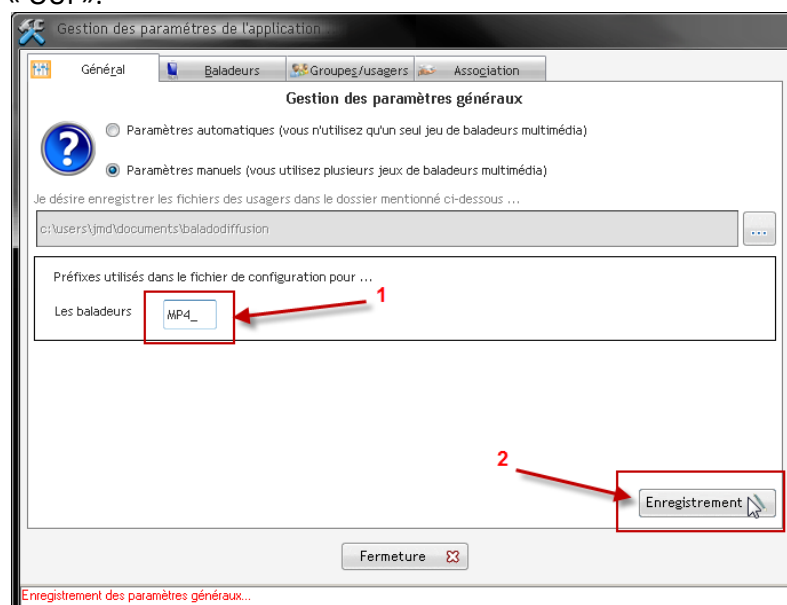 « OUI ».
Gestion des paramétres de l'application ...
Général
Baladeurs
Groupes/usagers
Association
Gestion des paramètres généraux
Paramètres automatiques (vous n'utilisez qu'un seul jeu de baladeurs multimédia)
Paramètres manuels (vous utilisez plusieurs jeux de baladeurs multimédia)
Je désire enregistrer les fichiers des usagers dans le dossier mentionné ci-dessous ...
c:\users\jmd\documents\baladodiffusion
...
Préfixes utilisés dans le fichier de configuration pour ...
1
Les baladeurs
MP4_
2
Enregistrement
Fermeture
Enregistrement des paramètres généraux...